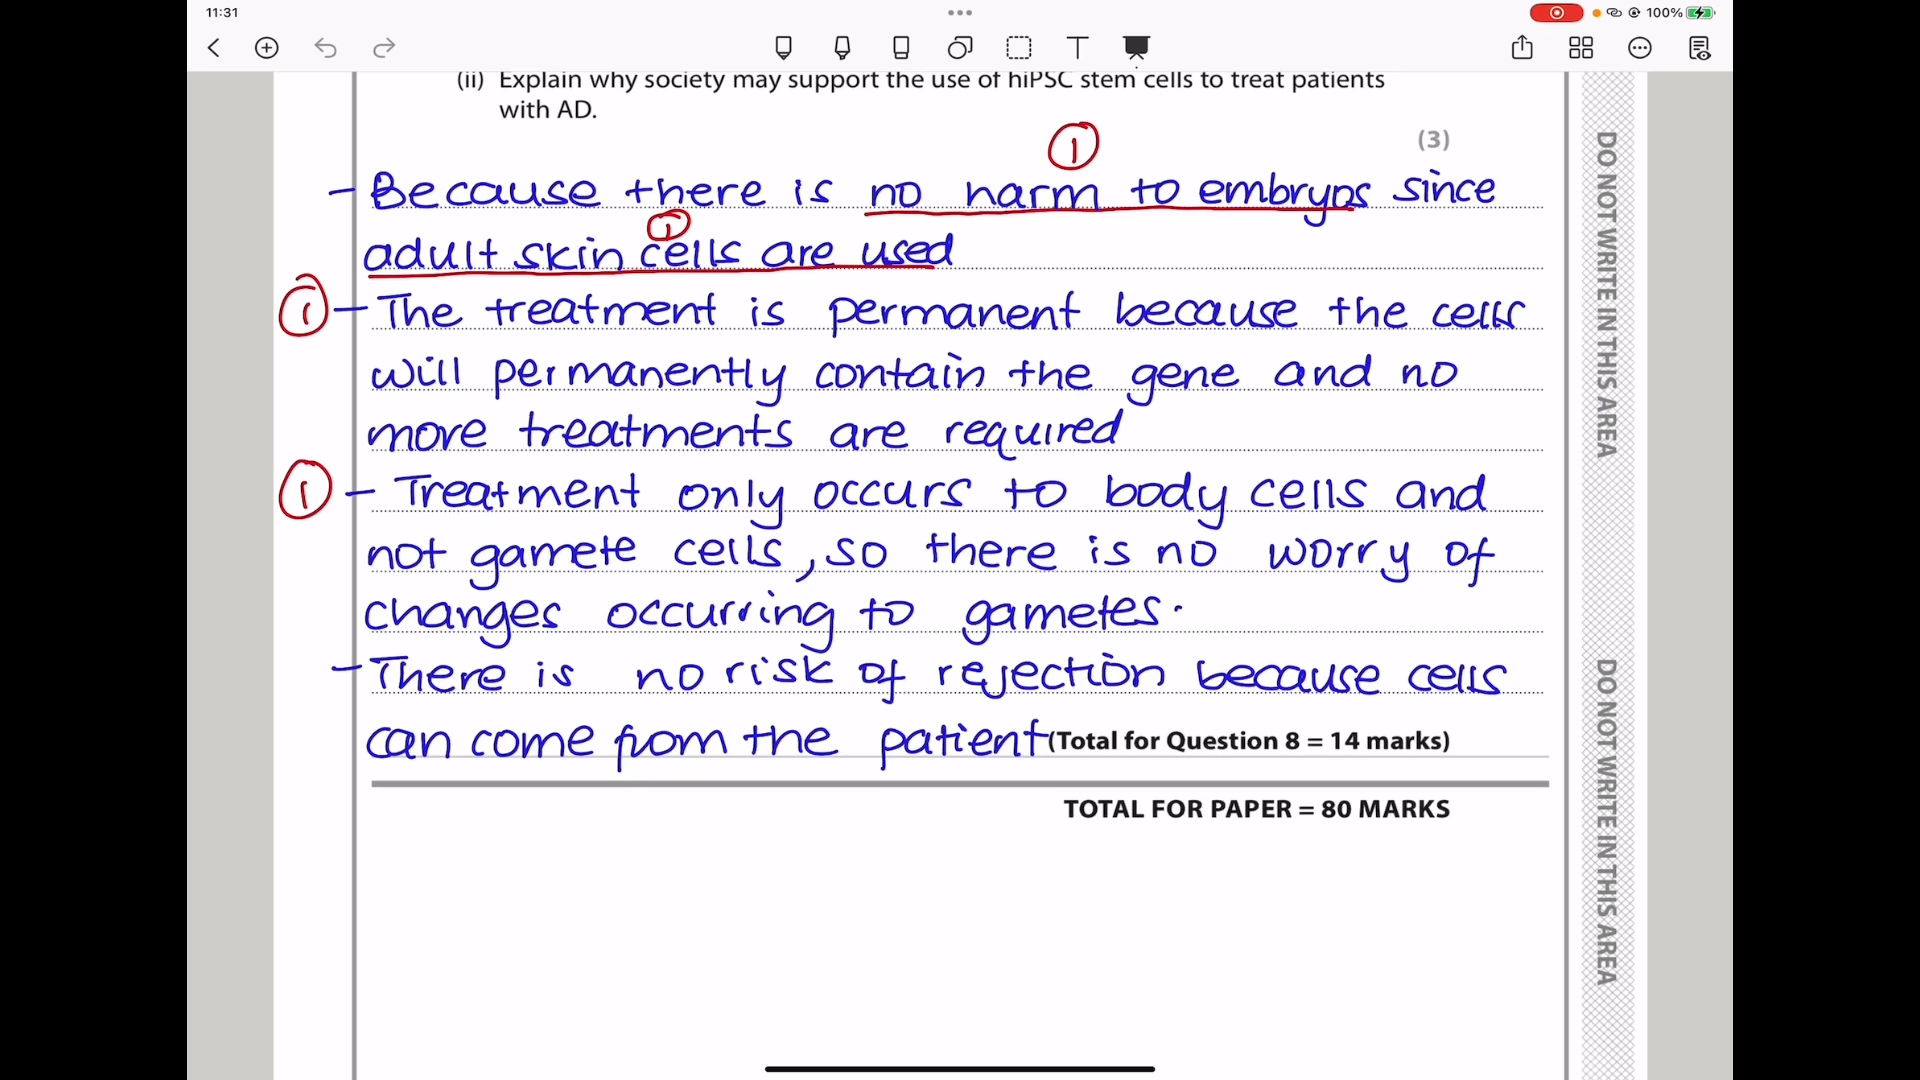 11:31
100%
(ii) Explain why society may support the use of hiPSC stem cells to treat patients
with AD.
(3)
1
- Because there is no harm to embryos since
1
adult skin cells are used
1 - The treatment is permanent because the cells
will permanently contain the gene and no
more treatments are required
1 - Treatment only occurs to body cells and
not gamete cells, so there is no worry of
changes occurring to gametes.
- There is no risk of rejection because cells
can come from the patient (Total for Question 8 = 14 marks)
TOTAL FOR PAPER = 80 MARKS
DO NOT WRITE IN THIS AREA
DO NOT WRITE IN THIS AREA